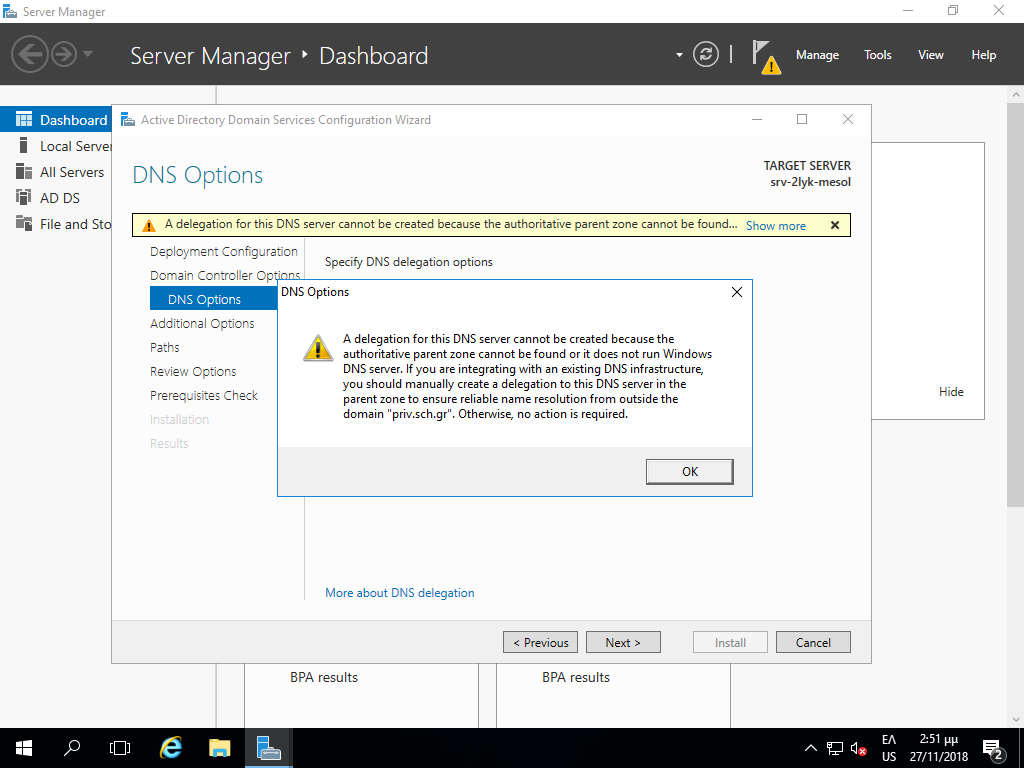 Server Manager
Server Manager ‣ Dashboard
Manage Tools View Help
Dashboard
Local Server
All Servers
AD DS
File and Sto
Active Directory Domain Services Configuration Wizard
DNS Options
TARGET SERVER
srv-2lyk-mesol
A delegation for this DNS server cannot be created because the authoritative parent zone cannot be found... Show more
Deployment Configuration
Domain Controller Options
DNS Options
Additional Options
Paths
Review Options
Prerequisites Check
Installation
Results
Specify DNS delegation options
DNS Options
A delegation for this DNS server cannot be created because the
authoritative parent zone cannot be found or it does not run Windows
DNS server. If you are integrating with an existing DNS infrastructure,
you should manually create a delegation to this DNS server in the
parent zone to ensure reliable name resolution from outside the
domain "priv.sch.gr". Otherwise, no action is required.
OK
Hide
More about DNS delegation
< Previous
Next >
Install
Cancel
BPA results
BPA results
ΕΛ
US
2:51 μμ
27/11/2018
2